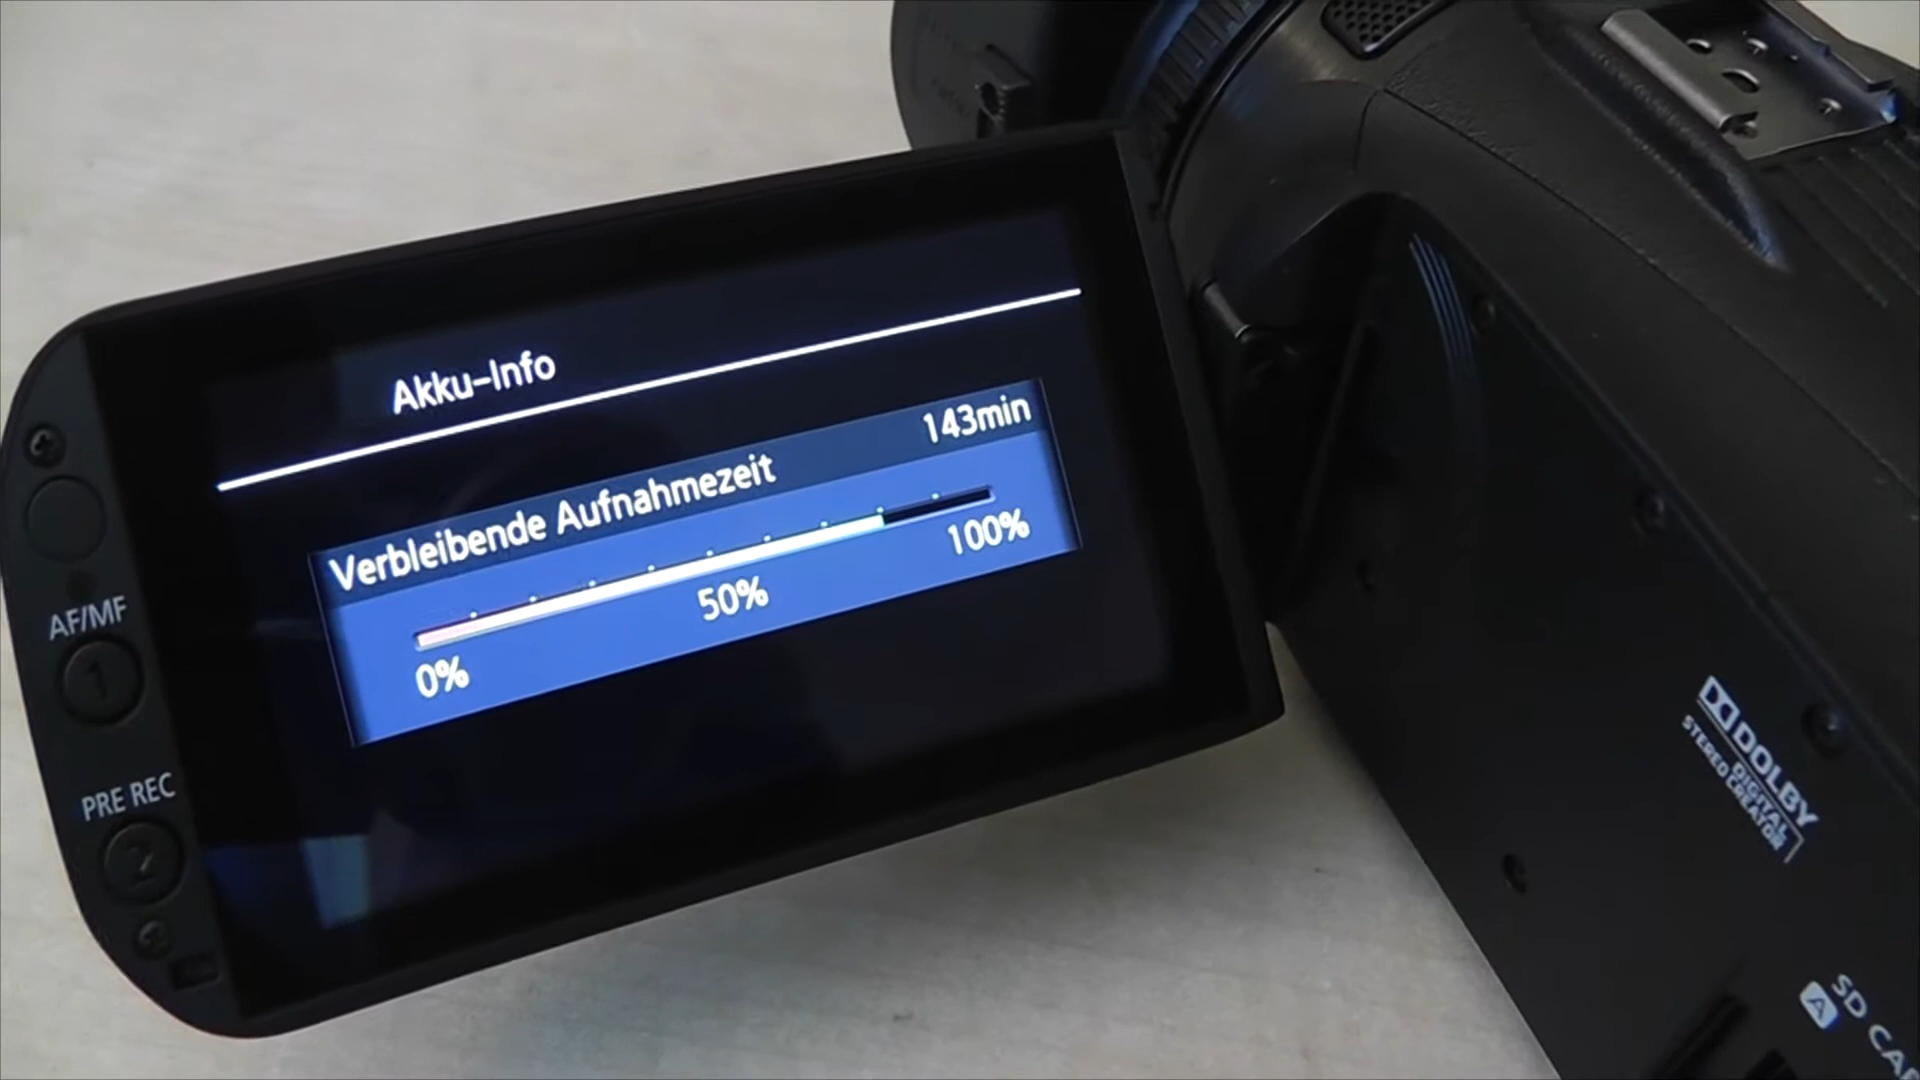 Akku-Info
Verbleibende Aufnahmezeit 143min
0% 50% 100%
AF/MF
1
PRE REC
2
DOLBY
DIGITAL
STEREO CREATOR
A SD CAR